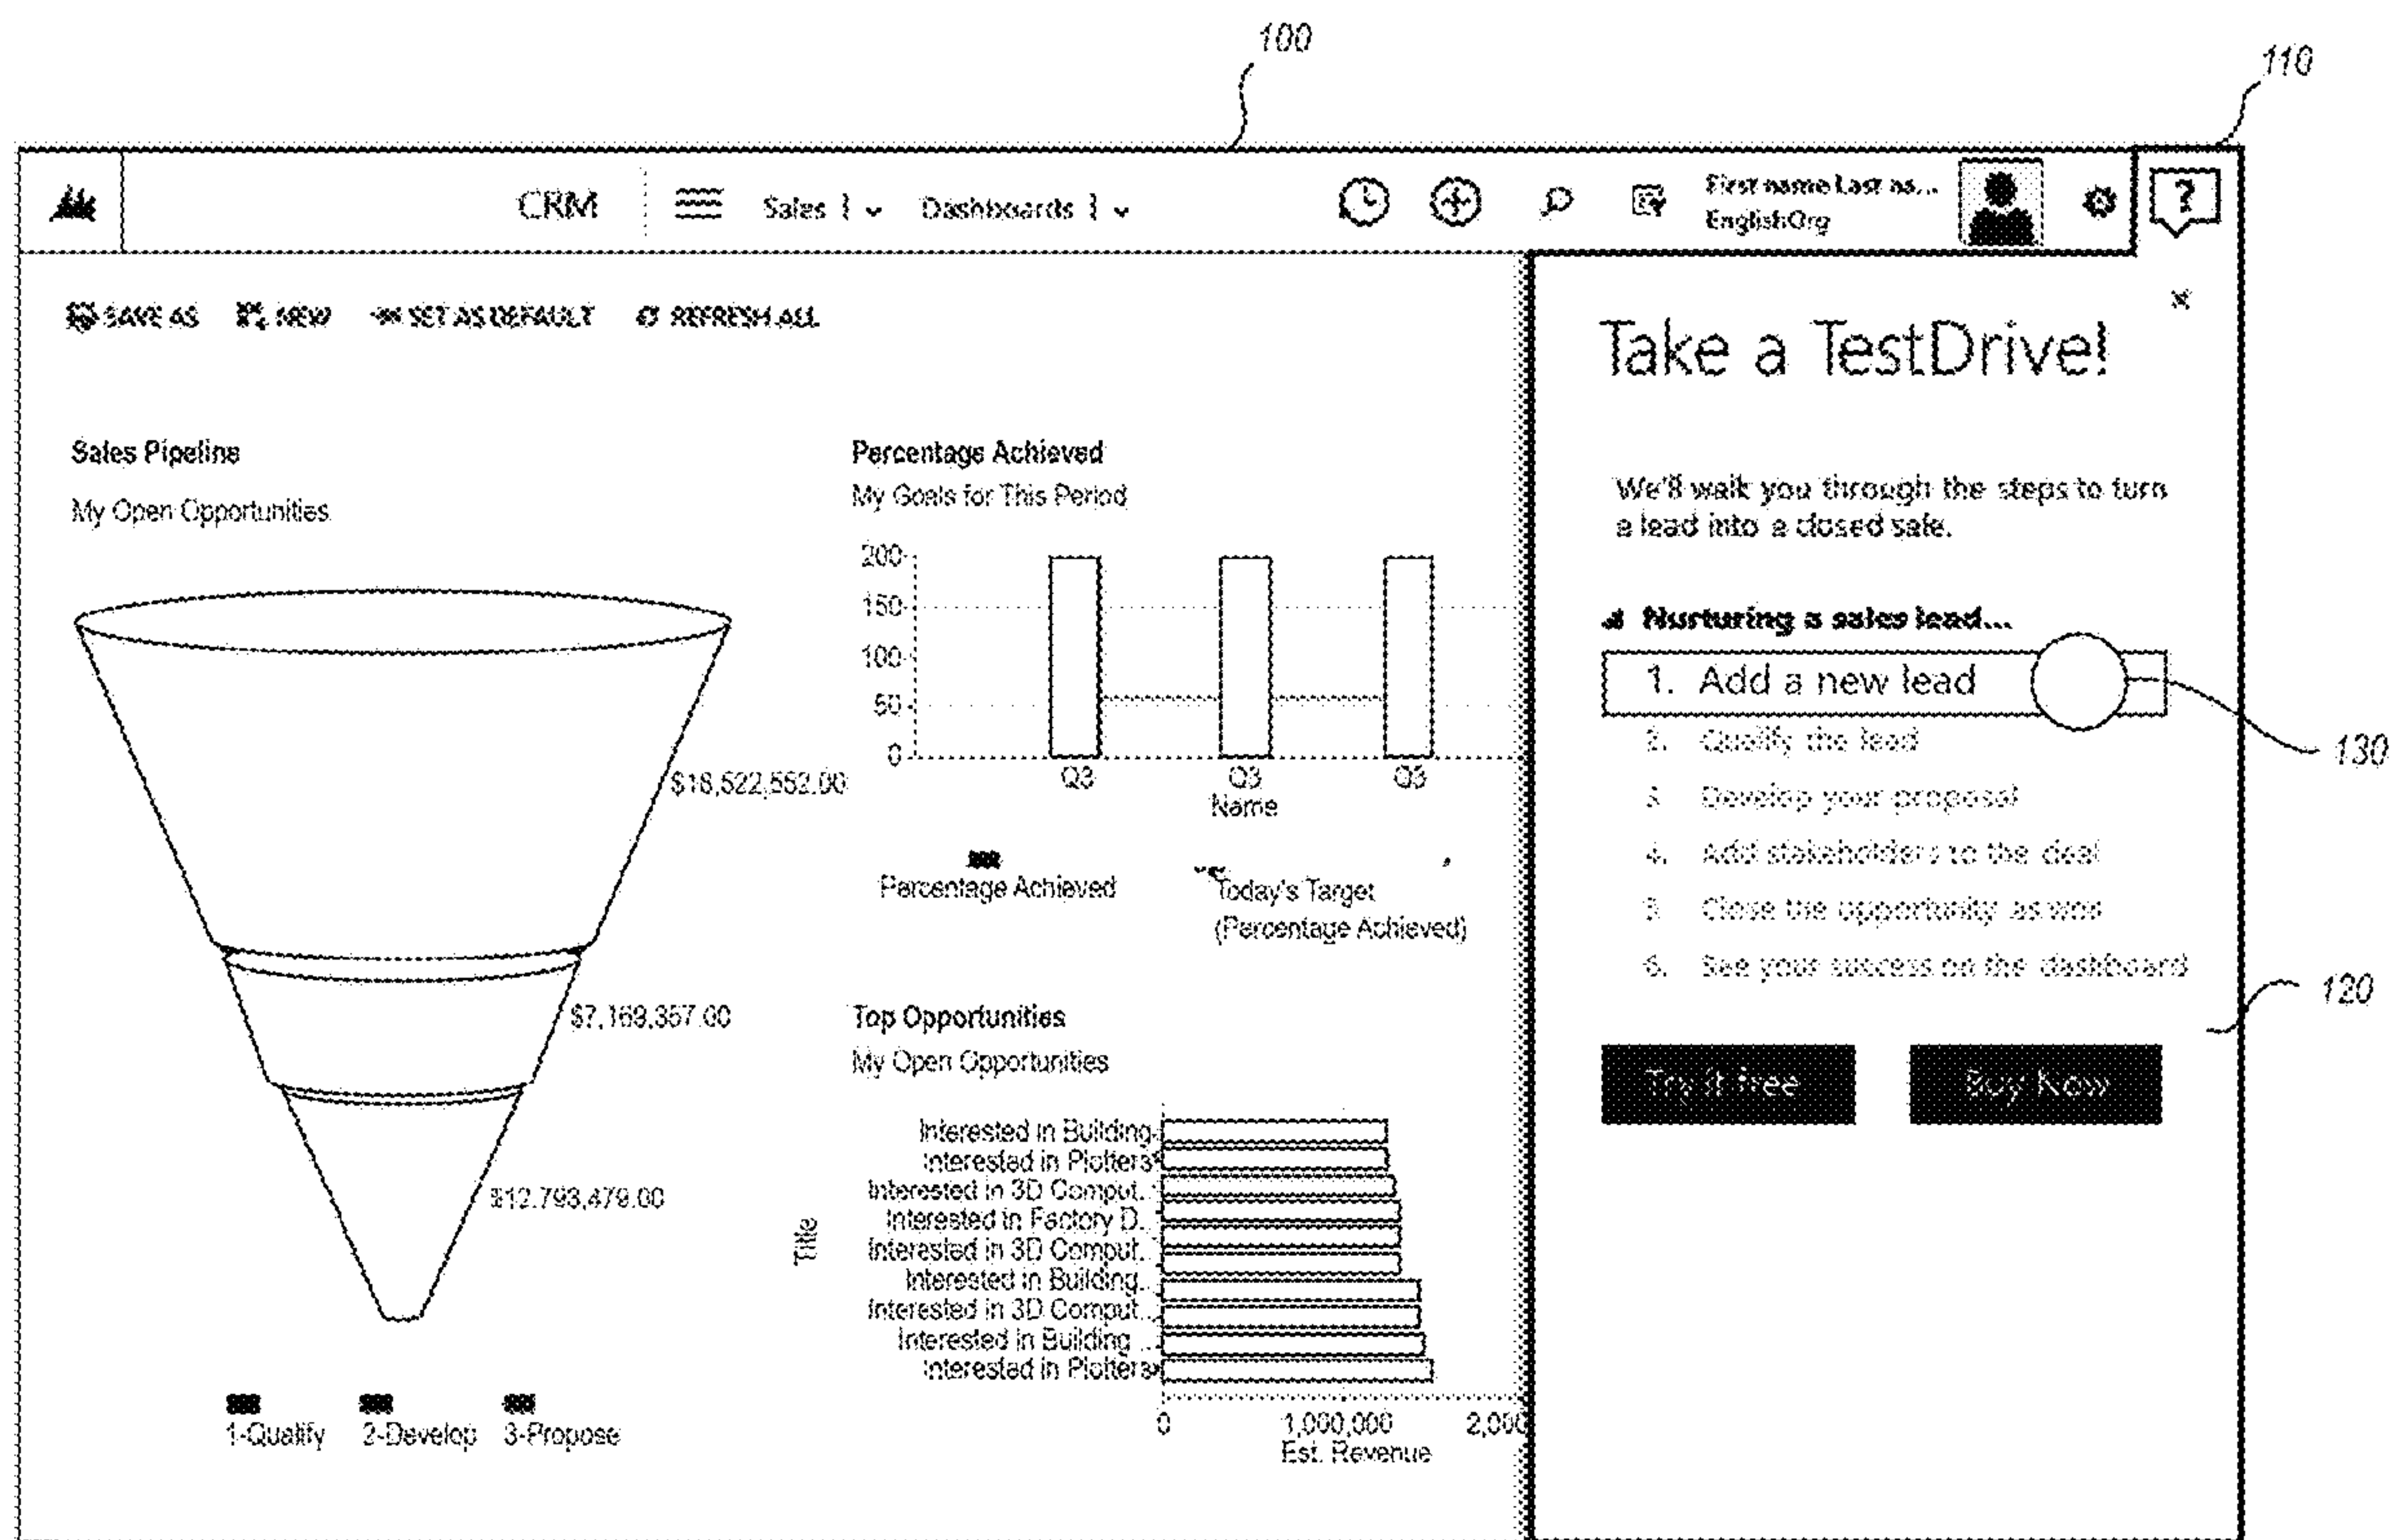 100
110
CRM
Sales
Dashboards
First name Last na...
EnglishOrg
?
SAVE AS
NEW
SET AS DEFAULT
REFRESH ALL
Sales Pipeline
My Open Opportunities
$16,522,552.00
$7,169,357.00
$12,793,479.00
1-Qualify
2-Develop
3-Propose
Percentage Achieved
My Goals for This Period
200
150
100
50
0
Q3
Q3
Q3
Name
Percentage Achieved
Today's Target
(Percentage Achieved)
Top Opportunities
My Open Opportunities
Title
Interested in Building
Interested in Plotters
Interested in 3D Comput...
Interested in Factory D...
Interested in 3D Comput...
Interested in Building...
Interested in 3D Comput...
Interested in Building ...
Interested in Plotters
0
1,000,000
2,000
Est. Revenue
×
Take a TestDrive!
We'll walk you through the steps to turn
a lead into a closed sale.
Nurturing a sales lead...
1. Add a new lead
2. Qualify the lead
3. Develop your proposal
4. Add stakeholders to the deal
5. Close the opportunity as won
6. See your success on the dashboard
Try it free
Buy Now
130
120